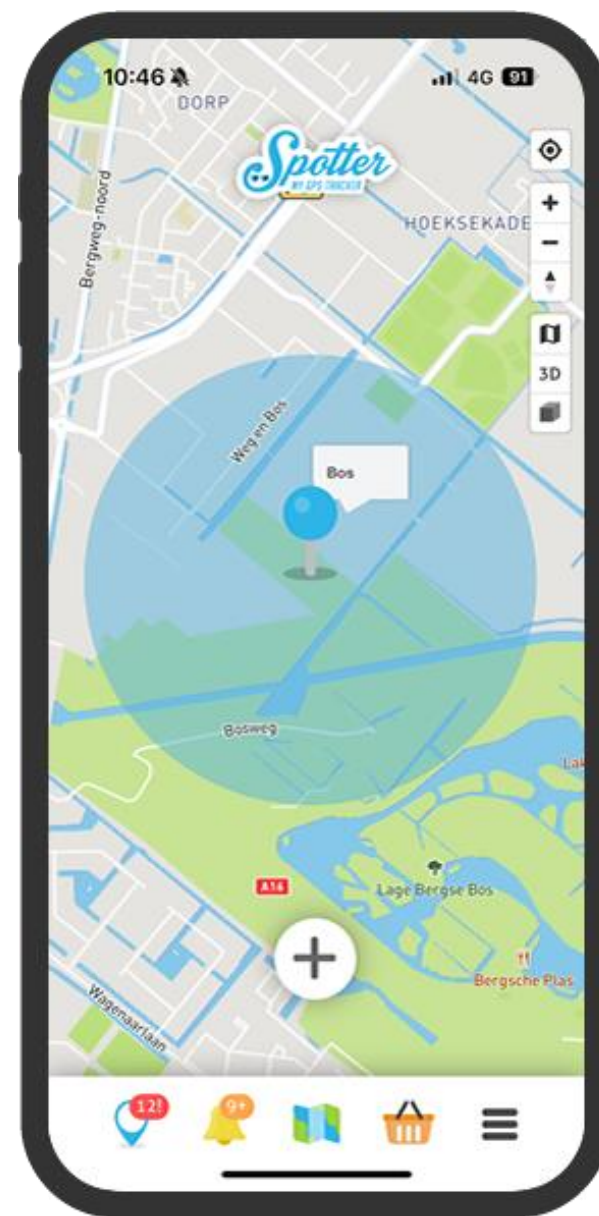 10:46
4G 91
DORP
Spotter
MY GPS TRACKER
Bergweg-noord
HOEKSEKADE
3D
Weg en Bos
Bos
Bosweg
Lak
A16
Lage Bergse Bos
Bergsche Plas
Wagenaarlaan
12!
9+